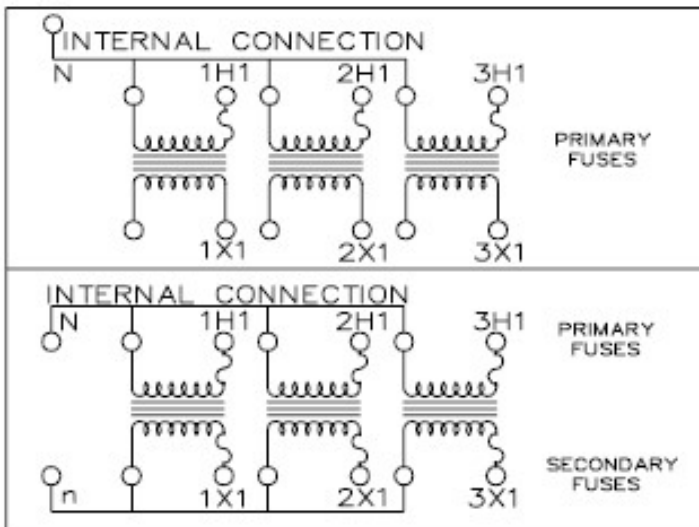 INTERNAL CONNECTION
N
1H1
2H1
3H1
PRIMARY
FUSES
1X1
2X1
3X1
INTERNAL CONNECTION
N
1H1
2H1
3H1
PRIMARY
FUSES
n
1X1
2X1
3X1
SECONDARY
FUSES